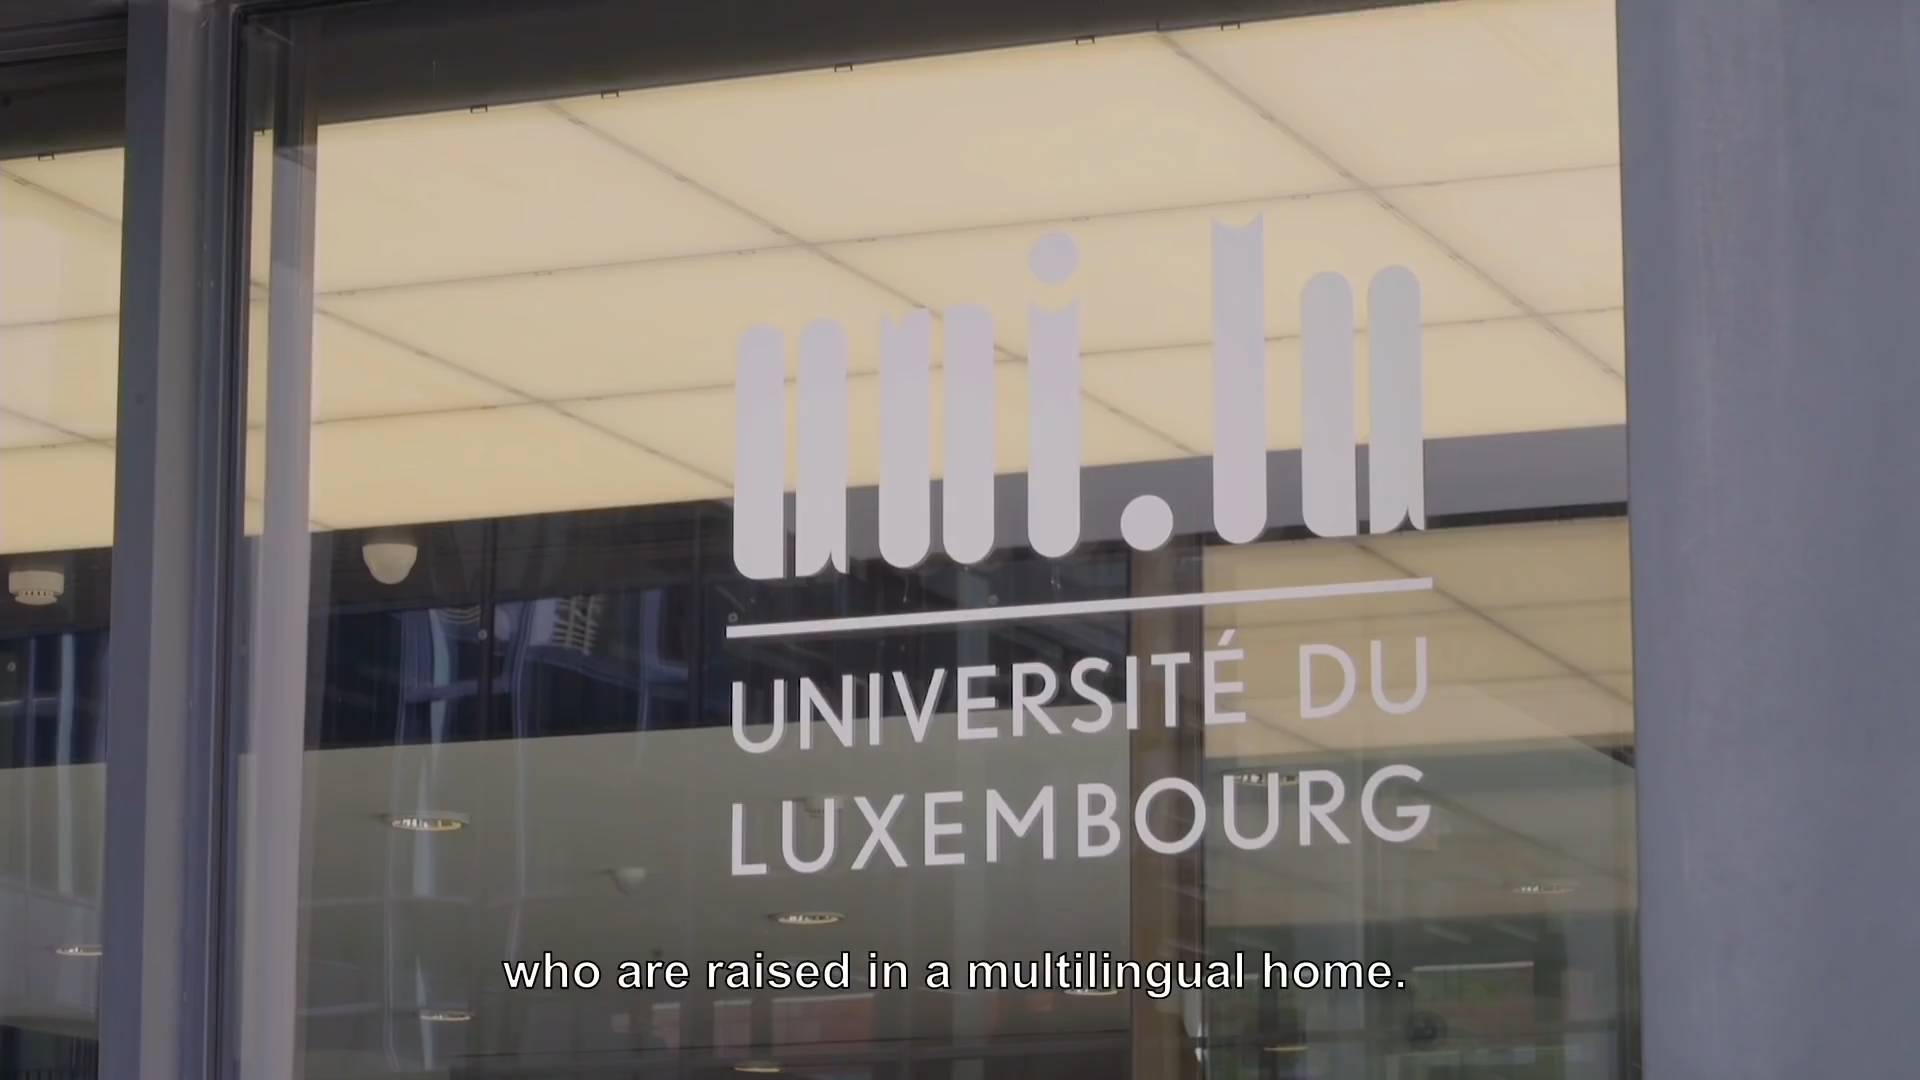 uni.lu
UNIVERSITÉ DU
LUXEMBOURG
who are raised in a multilingual home.